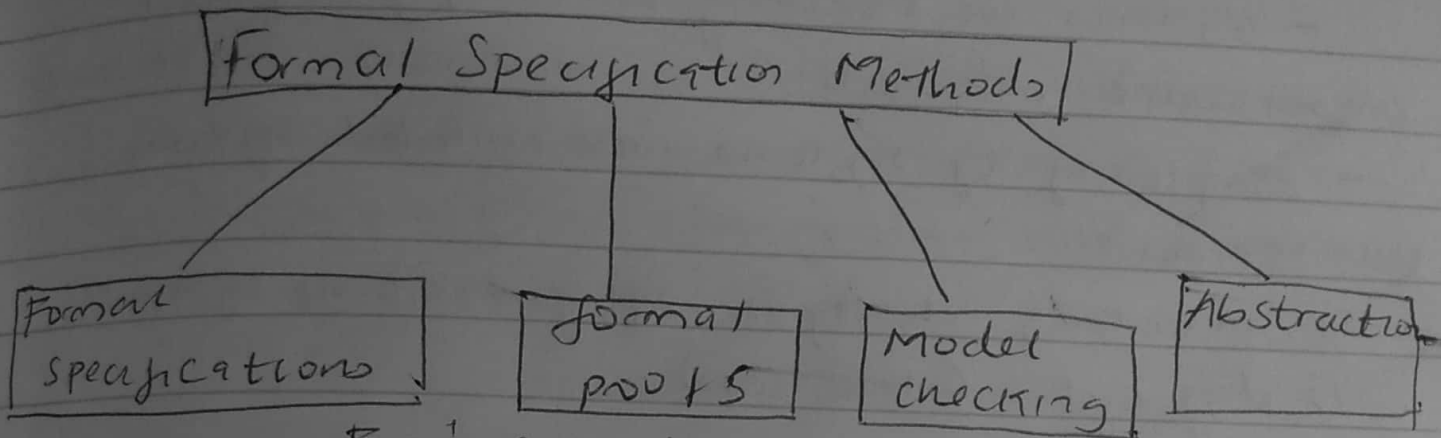 Formal Specification Methods
Formal
specifications
formal
proofs
Model
checking
Abstraction